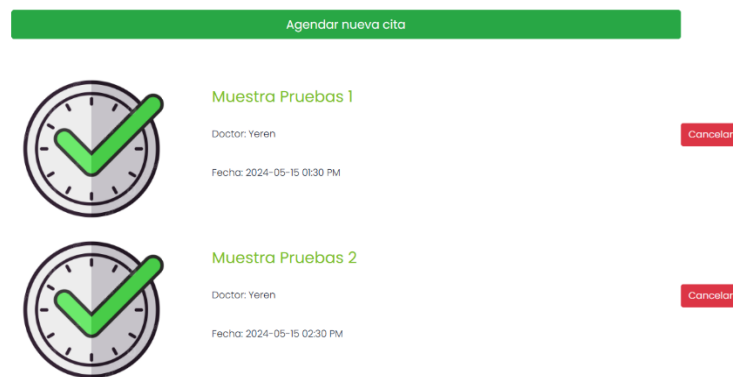 Agendar nueva cita
Muestra Pruebas 1
Doctor: Yeren
Cancelar
Fecha: 2024-05-15 01:30 PM
Muestra Pruebas 2
Doctor: Yeren
Cancelar
Fecha: 2024-05-15 02:30 PM